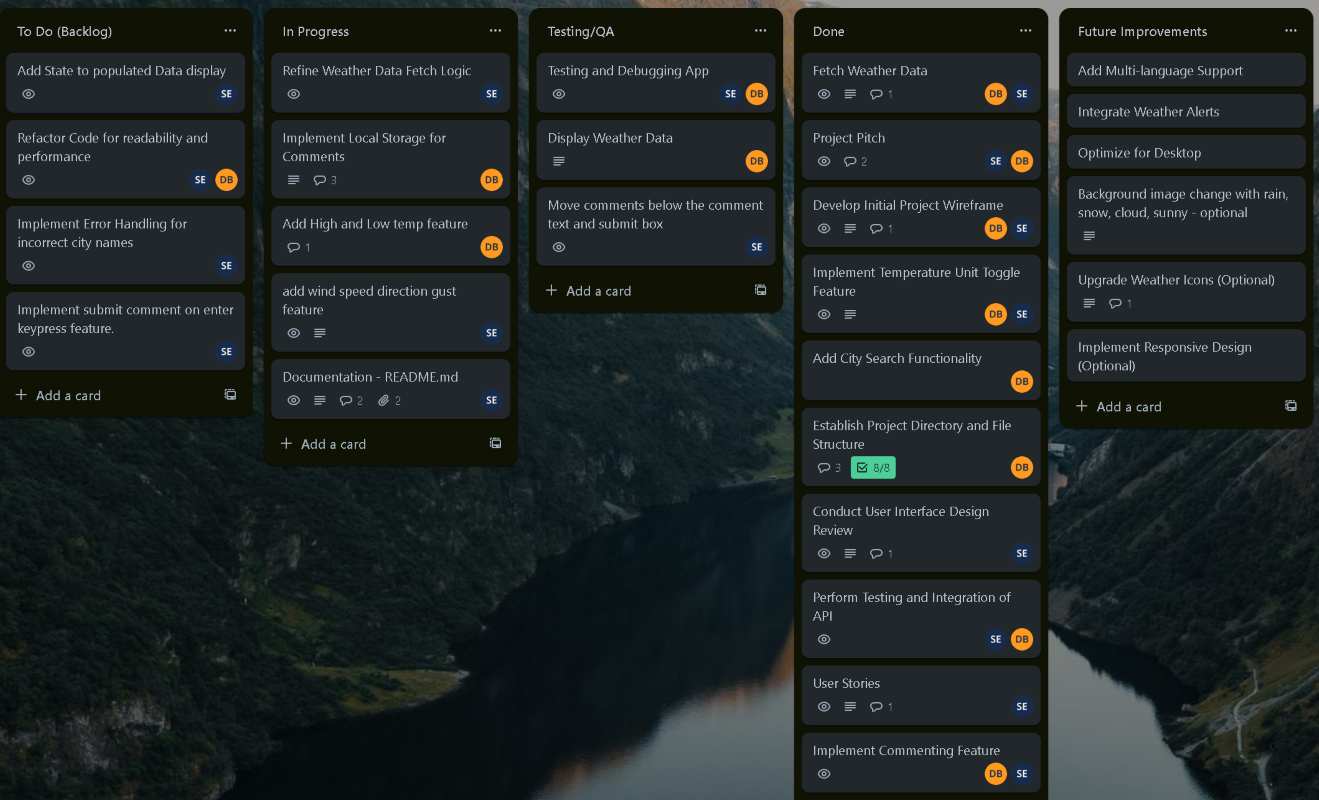 To Do (Backlog)
Add State to populated Data display
SE
Refactor Code for readability and
performance
SE DB
Implement Error Handling for
incorrect city names
SE
Implement submit comment on enter
keypress feature.
SE
Add a card
In Progress
Refine Weather Data Fetch Logic
SE
Implement Local Storage for
Comments
3 DB
Add High and Low temp feature
1 DB
add wind speed direction gust
feature
SE
Documentation - README.md
2 2 SE
Add a card
Testing/QA
Testing and Debugging App
SE DB
Display Weather Data
DB
Move comments below the comment
text and submit box
SE
Add a card
Done
Fetch Weather Data
1 DB SE
Project Pitch
2 SE DB
Develop Initial Project Wireframe
1 DB SE
Implement Temperature Unit Toggle
Feature
DB SE
Add City Search Functionality
DB
Establish Project Directory and File
Structure
3 8/8 DB
Conduct User Interface Design
Review
1 SE
Perform Testing and Integration of
API
SE DB
User Stories
1 SE
Implement Commenting Feature
DB SE
Future Improvements
Add Multi-language Support
Integrate Weather Alerts
Optimize for Desktop
Background image change with rain,
snow, cloud, sunny - optional
Upgrade Weather Icons (Optional)
1
Implement Responsive Design
(Optional)
Add a card